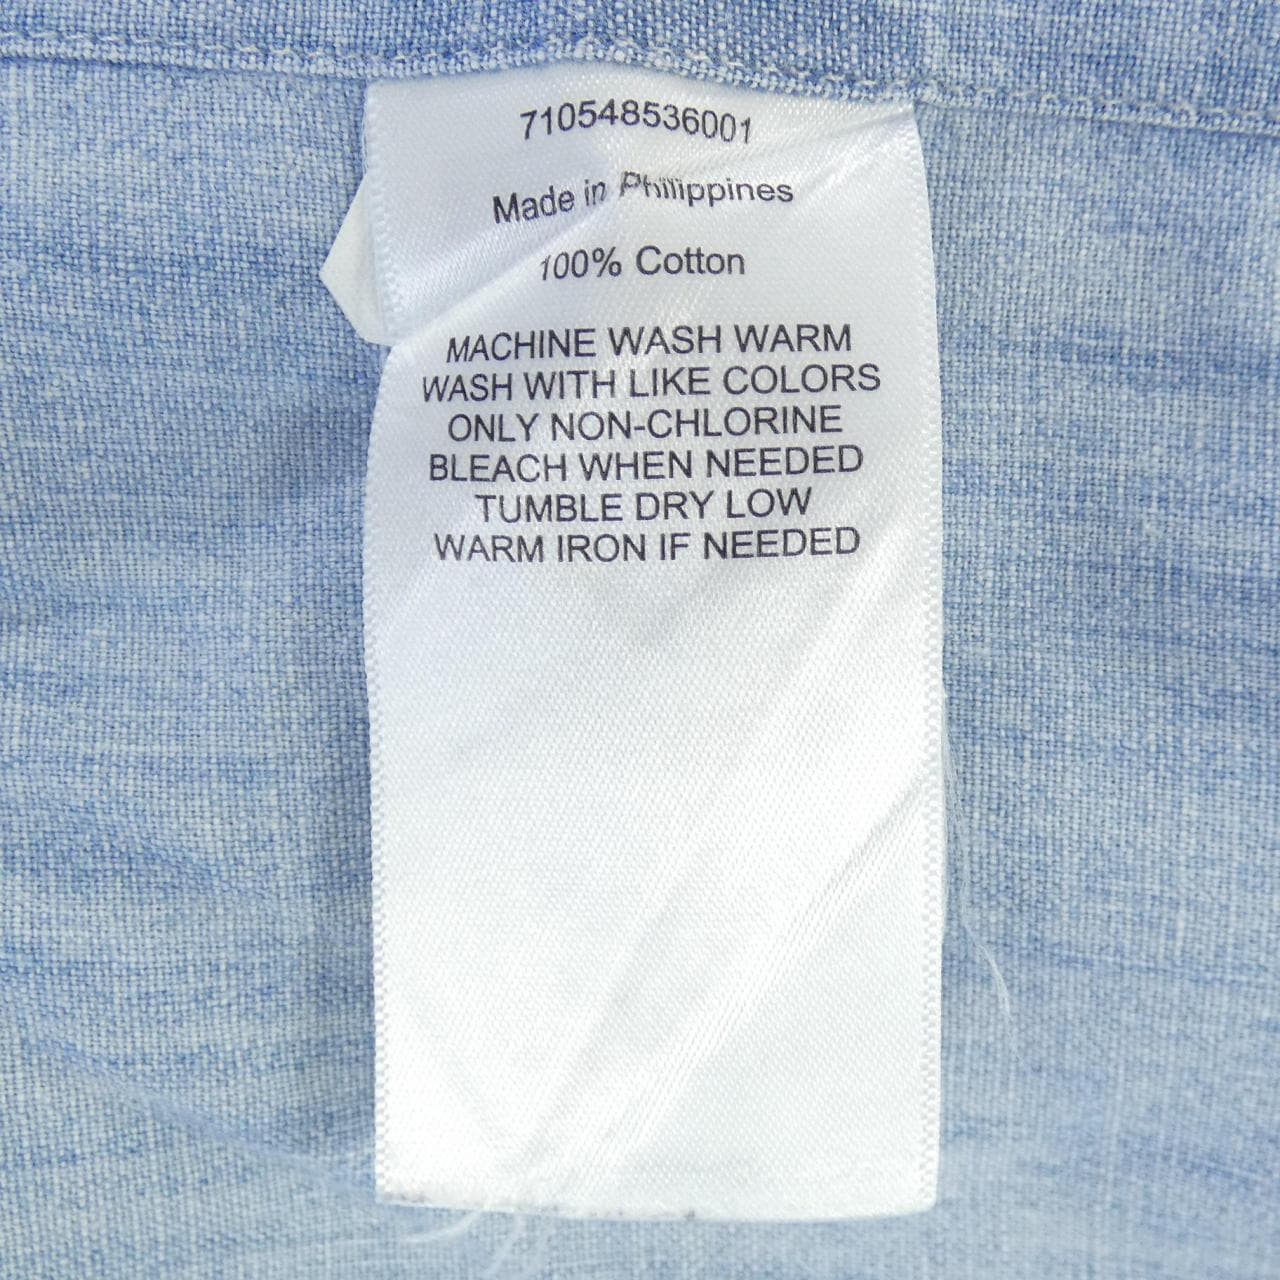 710548536001
Made in Philippines
100% Cotton
MACHINE WASH WARM
WASH WITH LIKE COLORS
ONLY NON-CHLORINE
BLEACH WHEN NEEDED
TUMBLE DRY LOW
WARM IRON IF NEEDED